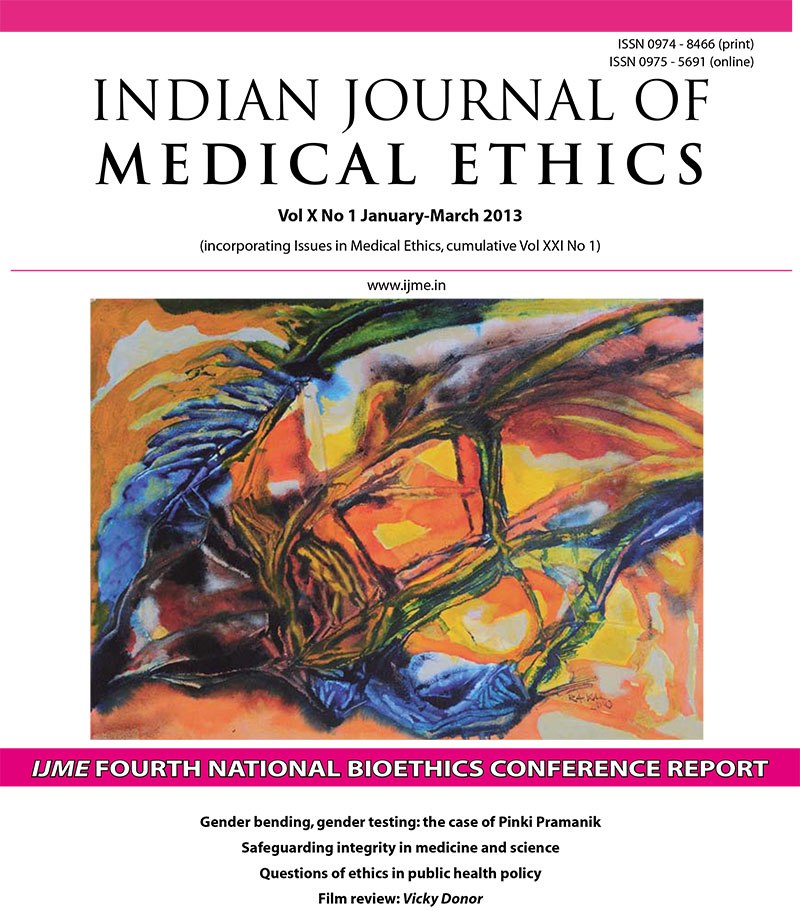 ISSN 0974 - 8466 (print)
ISSN 0975 - 5691 (online)
INDIAN JOURNAL OF
MEDICAL ETHICS
Vol X No 1 January-March 2013
(incorporating Issues in Medical Ethics, cumulative Vol XXI No 1)
www.ijme.in
IJME FOURTH NATIONAL BIOETHICS CONFERENCE REPORT
Gender bending, gender testing: the case of Pinki Pramanik
Safeguarding integrity in medicine and science
Questions of ethics in public health policy
Film review: Vicky Donor